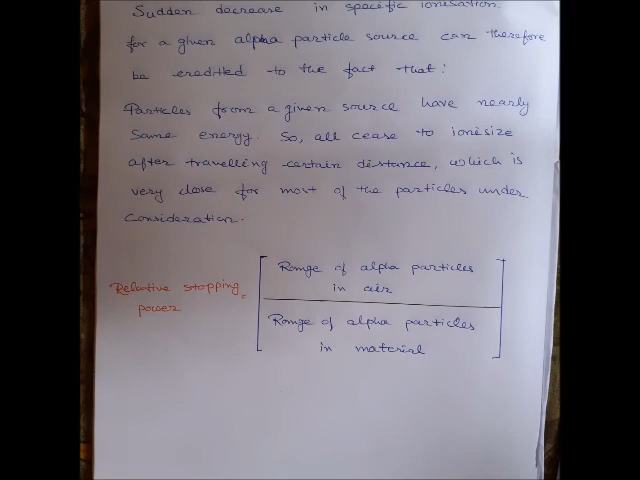 Sudden decrease in specific ionisation
for a given alpha particle source can therefore
be eredited to the fact that:
Particles from a given source have nearly
Same energy. So, all cease to ionisize
after travelling certain distance, which is
very close for most of the particles under
Consideration.
Relative stopping power = [ Range of alpha particles
in air
Range of alpha particles
in material ]